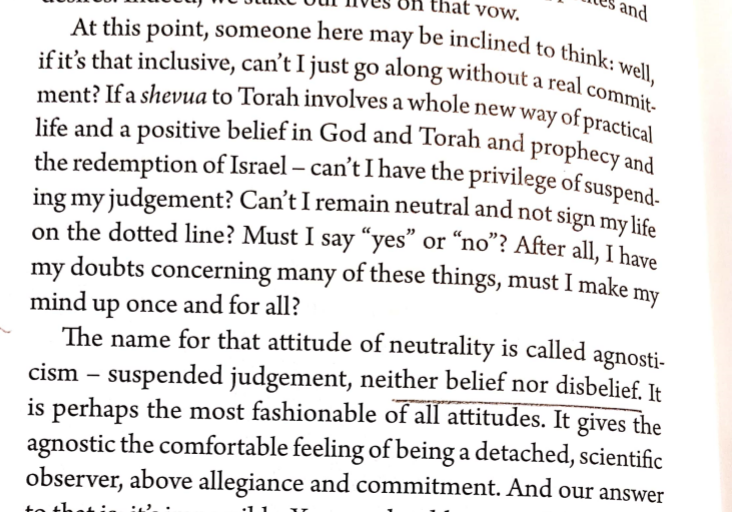 our lives on that vow.
and
At this point, someone here may be inclined to think: well,
if it's that inclusive, can't I just go along without a real commit-
ment? If a shevua to Torah involves a whole new way of practical
life and a positive belief in God and Torah and prophecy and
the redemption of Israel – can't I have the privilege of suspend-
ing my judgement? Can't I remain neutral and not sign my life
on the dotted line? Must I say “yes” or “no”? After all, I have
my doubts concerning many of these things, must I make my
mind up once and for all?
The name for that attitude of neutrality is called agnosti-
cism – suspended judgement, neither belief nor disbelief. It
is perhaps the most fashionable of all attitudes. It gives the
agnostic the comfortable feeling of being a detached, scientific
observer, above allegiance and commitment. And our answer